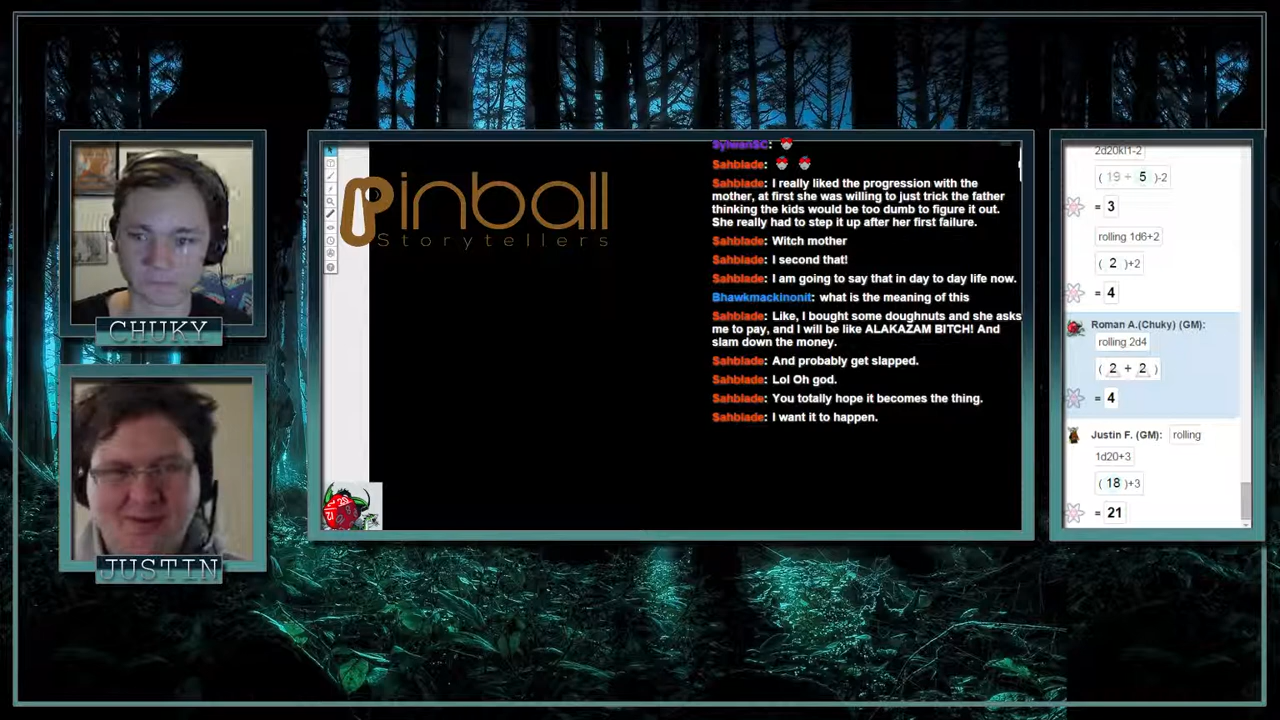 CHUKY
JUSTIN
Pinball
Storytellers
SylwanSC:
Sahblade:
Sahblade: I really liked the progression with the
mother, at first she was willing to just trick the father
thinking the kids would be too dumb to figure it out.
She really had to step it up after her first failure.
Sahblade: Witch mother
Sahblade: I second that!
Sahblade: I am going to say that in day to day life now.
Bhawkmackinonit: what is the meaning of this
Sahblade: Like, I bought some doughnuts and she asks
me to pay, and I will be like ALAKAZAM BITCH! And
slam down the money.
Sahblade: And probably get slapped.
Sahblade: Lol Oh god.
Sahblade: You totally hope it becomes the thing.
Sahblade: I want it to happen.
2d20kl1-2
( 19 + 5 )-2
= 3
rolling 1d6+2
( 2 )+2
= 4
Roman A.(Chuky) (GM):
rolling 2d4
( 2 + 2 )
= 4
Justin F. (GM): rolling
1d20+3
( 18 )+3
= 21